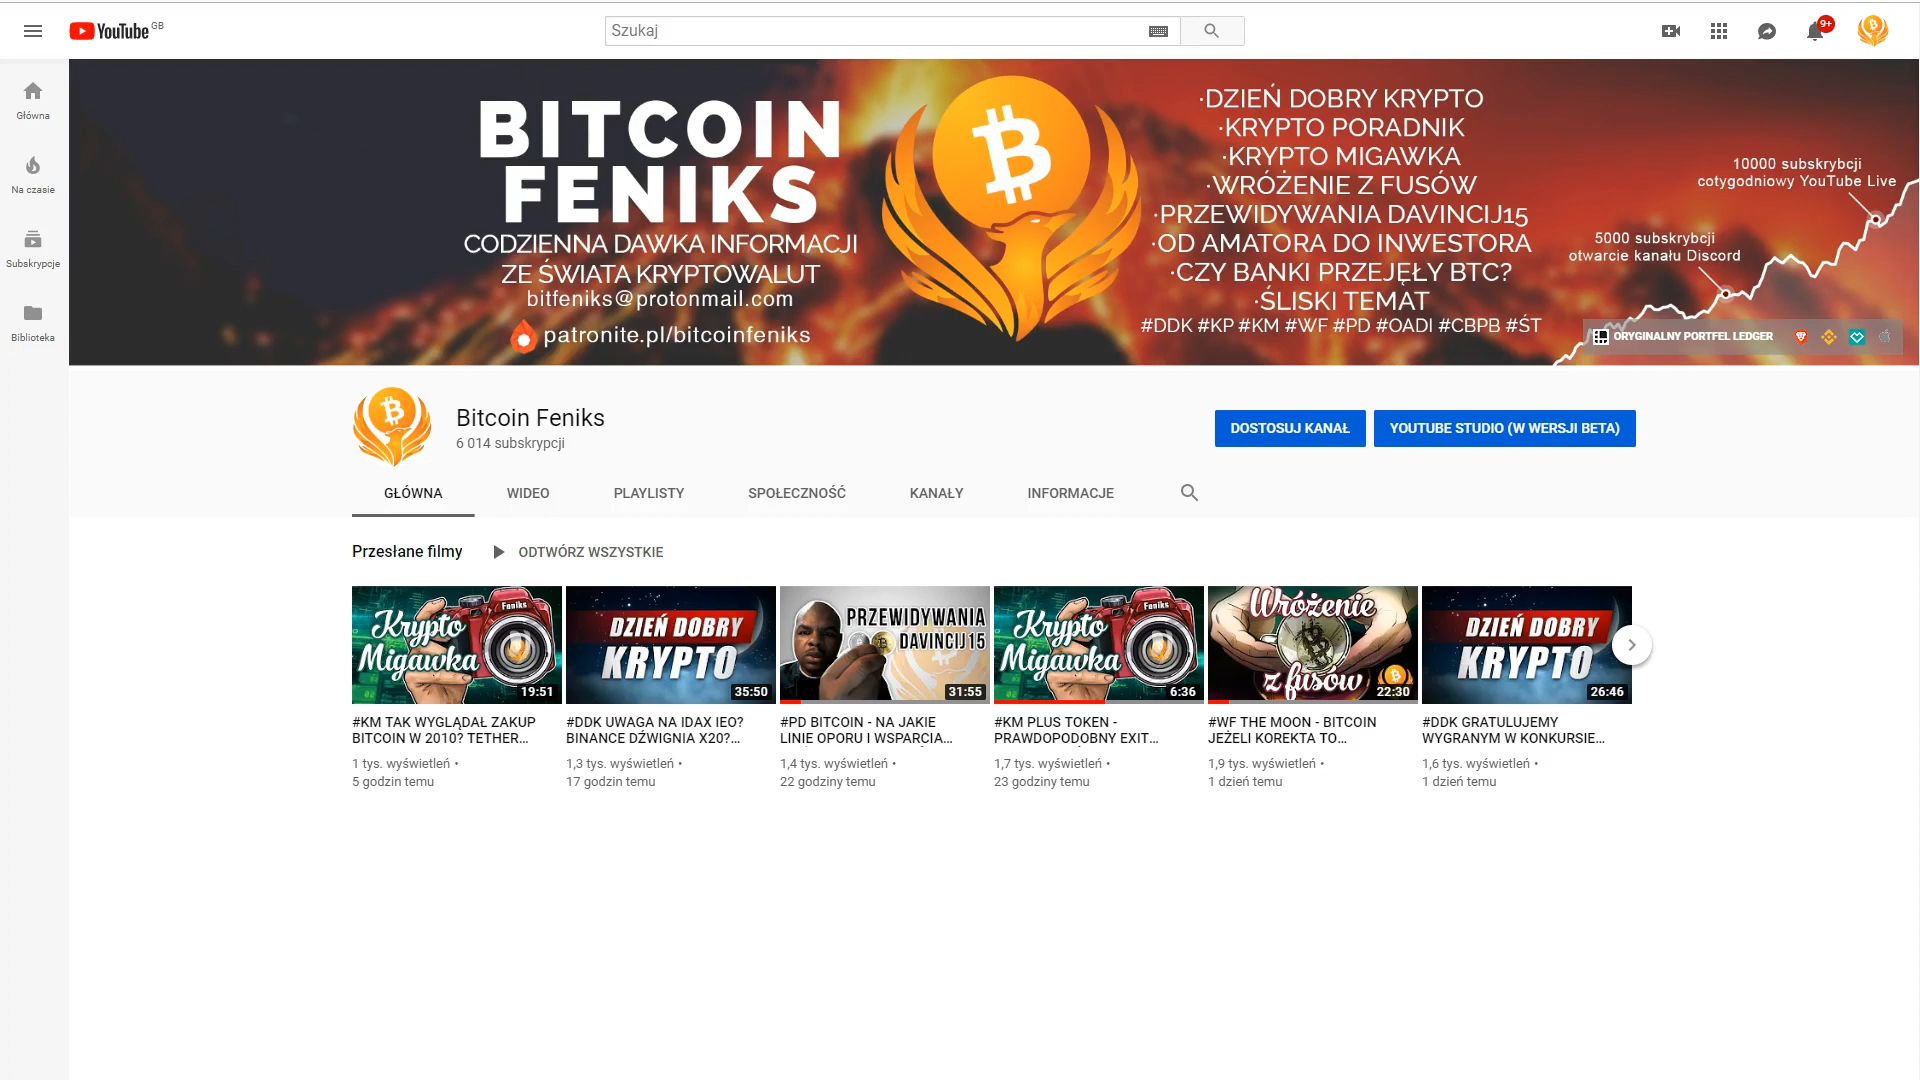 YouTube GB
Szukaj
9+
Główna
Na czasie
Subskrypcje
Biblioteka
BITCOIN
FENIKS
CODZIENNA DAWKA INFORMACJI
ZE ŚWIATA KRYPTOWALUT
bitfeniks@protonmail.com
patronite.pl/bitcoinfeniks
·DZIEŃ DOBRY KRYPTO
·KRYPTO PORADNIK
·KRYPTO MIGAWKA
·WRÓŻENIE Z FUSÓW
·PRZEWIDYWANIA DAVINCIJ15
·OD AMATORA DO INWESTORA
·CZY BANKI PRZEJĘŁY BTC?
·ŚLISKI TEMAT
#DDK #KP #KM #WF #PD #OADI #CBPB #ŚT
10000 subskrybcji
cotygodniowy YouTube Live
5000 subskrybcji
otwarcie kanału Discord
ORYGINALNY PORTFEL LEDGER
Bitcoin Feniks
6 014 subskrypcji
DOSTOSUJ KANAŁ
YOUTUBE STUDIO (W WERSJI BETA)
GŁÓWNA
WIDEO
PLAYLISTY
SPOŁECZNOŚĆ
KANAŁY
INFORMACJE
Przesłane filmy
ODTWÓRZ WSZYSTKIE
Feniks
Krypto
Migawka
19:51
#KM TAK WYGLĄDAŁ ZAKUP
BITCOIN W 2010? TETHER...
1 tys. wyświetleń •
5 godzin temu
DZIEŃ DOBRY
KRYPTO
35:50
#DDK UWAGA NA IDAX IEO?
BINANCE DŹWIGNIA X20?...
1,3 tys. wyświetleń •
17 godzin temu
PRZEWIDYWANIA
DAVINCIJ15
31:55
#PD BITCOIN - NA JAKIE
LINIE OPORU I WSPARCIA...
1,4 tys. wyświetleń •
22 godziny temu
Feniks
Krypto
Migawka
6:36
#KM PLUS TOKEN -
PRAWDOPODOBNY EXIT...
1,7 tys. wyświetleń •
23 godziny temu
Wróżenie
z fusów
22:30
#WF THE MOON - BITCOIN
JEŻELI KOREKTA TO...
1,9 tys. wyświetleń •
1 dzień temu
DZIEŃ DOBRY
KRYPTO
26:46
#DDK GRATULUJEMY
WYGRANYM W KONKURSIE...
1,6 tys. wyświetleń •
1 dzień temu